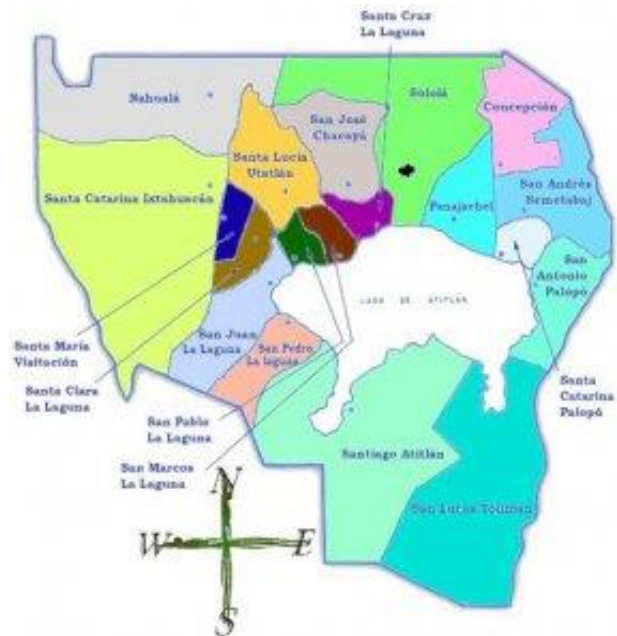 Santa Cruz
La Laguna
Nahualá
Sololá
Concepción
San José
Chacayá
Santa Lucía
Utatlán
Santa Catarina Ixtahuacán
Panajachel
San Andrés
Semetabaj
San
Antonio
Palopó
LAGO DE ATITLÁN
Santa María
Visitación
San Juan
La Laguna
San Pedro
La laguna
Santa Clara
La Laguna
Santa
Catarina
Palopó
San Pablo
La Laguna
San Marcos
La Laguna
Santiago Atitlán
San Lucas Tolimán
N
W
E
S